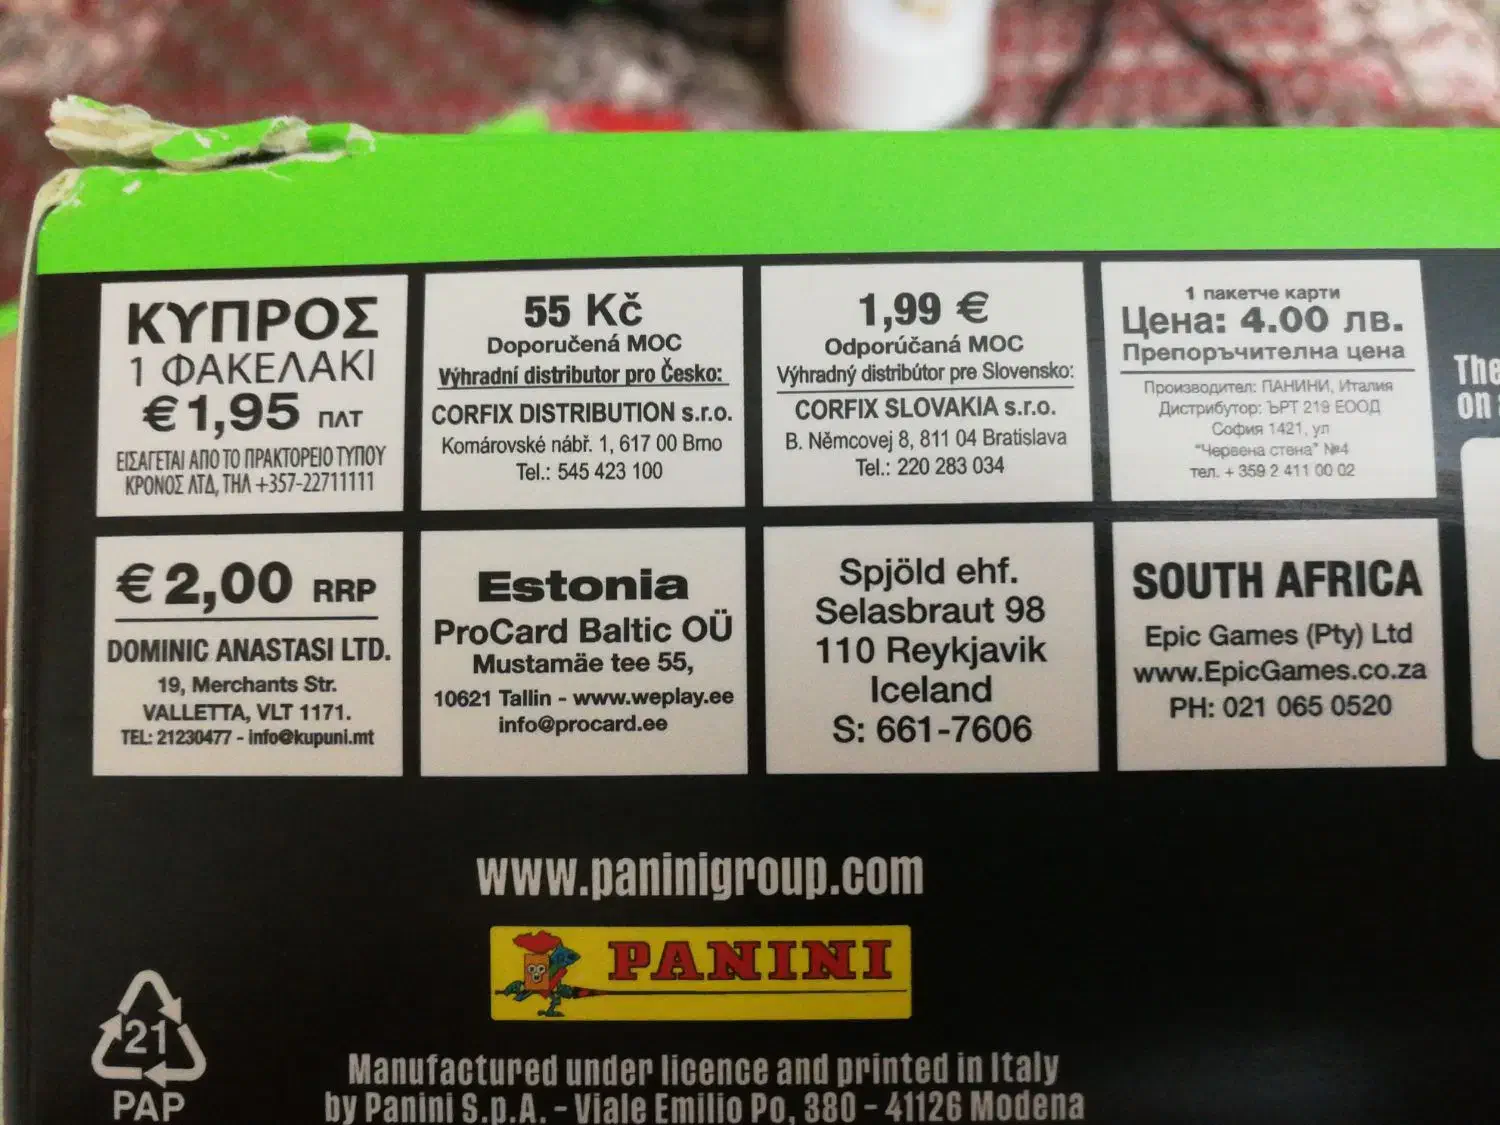 ΚΥΠΡΟΣ
1 ΦΑΚΕΛΑΚΙ
€1,95 ΠΛΤ
ΕΙΣΑΓΕΤΑΙ ΑΠΟ ΤΟ ΠΡΑΚΤΟΡΕΙΟ ΤΥΠΟΥ
ΚΡΟΝΟΣ ΛΤΔ, ΤΗΛ +357-22711111
55 Kč
Doporučená MOC
Výhradní distributor pro Česko:
CORFIX DISTRIBUTION s.r.o.
Komárovské nábř. 1, 617 00 Brno
Tel.: 545 423 100
1,99 €
Odporúčaná MOC
Výhradný distribútor pre Slovensko:
CORFIX SLOVAKIA s.r.o.
B. Němcovej 8, 811 04 Bratislava
Tel.: 220 283 034
1 пакетче карти
Цена: 4.00 лв.
Препоръчителна цена
Производител: ПАНИНИ, Италия
Дистрибутор: ЪРТ 219 ЕООД
София 1421, ул
"Червена стена" №4
тел. + 359 2 411 00 02
The
on
€2,00 RRP
DOMINIC ANASTASI LTD.
19, Merchants Str.
VALLETTA, VLT 1171.
TEL: 21230477 - info@kupuni.mt
Estonia
ProCard Baltic OÜ
Mustamäe tee 55,
10621 Tallin - www.weplay.ee
info@procard.ee
Spjöld ehf.
Selasbraut 98
110 Reykjavik
Iceland
S: 661-7606
SOUTH AFRICA
Epic Games (Pty) Ltd
www.EpicGames.co.za
PH: 021 065 0520
www.paninigroup.com
PANINI
21
PAP
Manufactured under licence and printed in Italy
by Panini S.p.A. - Viale Emilio Po, 380 - 41126 Modena